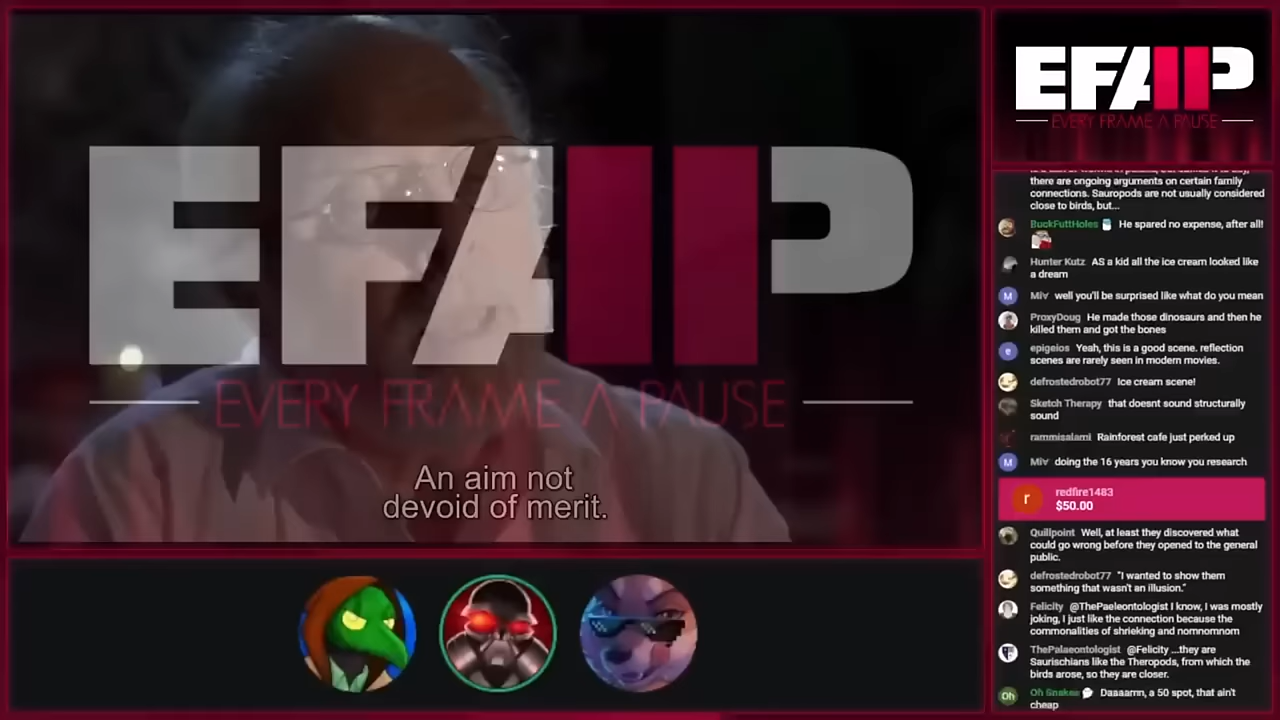 EFAP
EVERY FRAME A PAUSE
An aim not
devoid of merit.
EFAP
EVERY FRAME A PAUSE
there are ongoing arguments on certain family
connections. Sauropods are not usually considered
close to birds, but...
BuckFuttHoles He spared no expense, after all!
Hunter Kutz AS a kid all the ice cream looked like
a dream
M Miv well you'll be surprised like what do you mean
ProxyDoug He made those dinosaurs and then he
killed them and got the bones
e epigeios Yeah, this is a good scene. reflection
scenes are rarely seen in modern movies.
defrostedrobot77 Ice cream scene!
Sketch Therapy that doesnt sound structurally
sound
rammisalami Rainforest cafe just perked up
M Miv doing the 16 years you know you research
r redfire1483
$50.00
Quillpoint Well, at least they discovered what
could go wrong before they opened to the general
public.
defrostedrobot77 "I wanted to show them
something that wasn't an illusion."
Felicity @ThePaeleontologist I know, I was mostly
joking, I just like the connection because the
commonalities of shrieking and nomnomnom
ThePalaeontologist @Felicity ...they are
Saurischians like the Theropods, from which the
birds arose, so they are closer.
Oh Oh Snakes Daaaamn, a 50 spot, that ain't
cheap